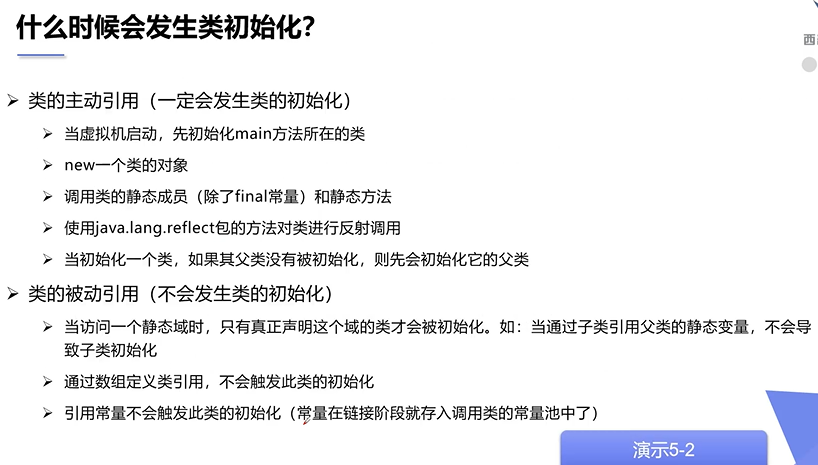 什么时候会发生类初始化？
西
类的主动引用（一定会发生类的初始化）
当虚拟机启动，先初始化main方法所在的类
new一个类的对象
调用类的静态成员（除了final常量）和静态方法
使用java.lang.reflect包的方法对类进行反射调用
当初始化一个类，如果其父类没有被初始化，则先会初始化它的父类
类的被动引用（不会发生类的初始化）
当访问一个静态域时，只有真正声明这个域的类才会被初始化。如：当通过子类引用父类的静态变量，不会导
致子类初始化
通过数组定义类引用，不会触发此类的初始化
引用常量不会触发此类的初始化（常量在链接阶段就存入调用类的常量池中了）
演示5-2